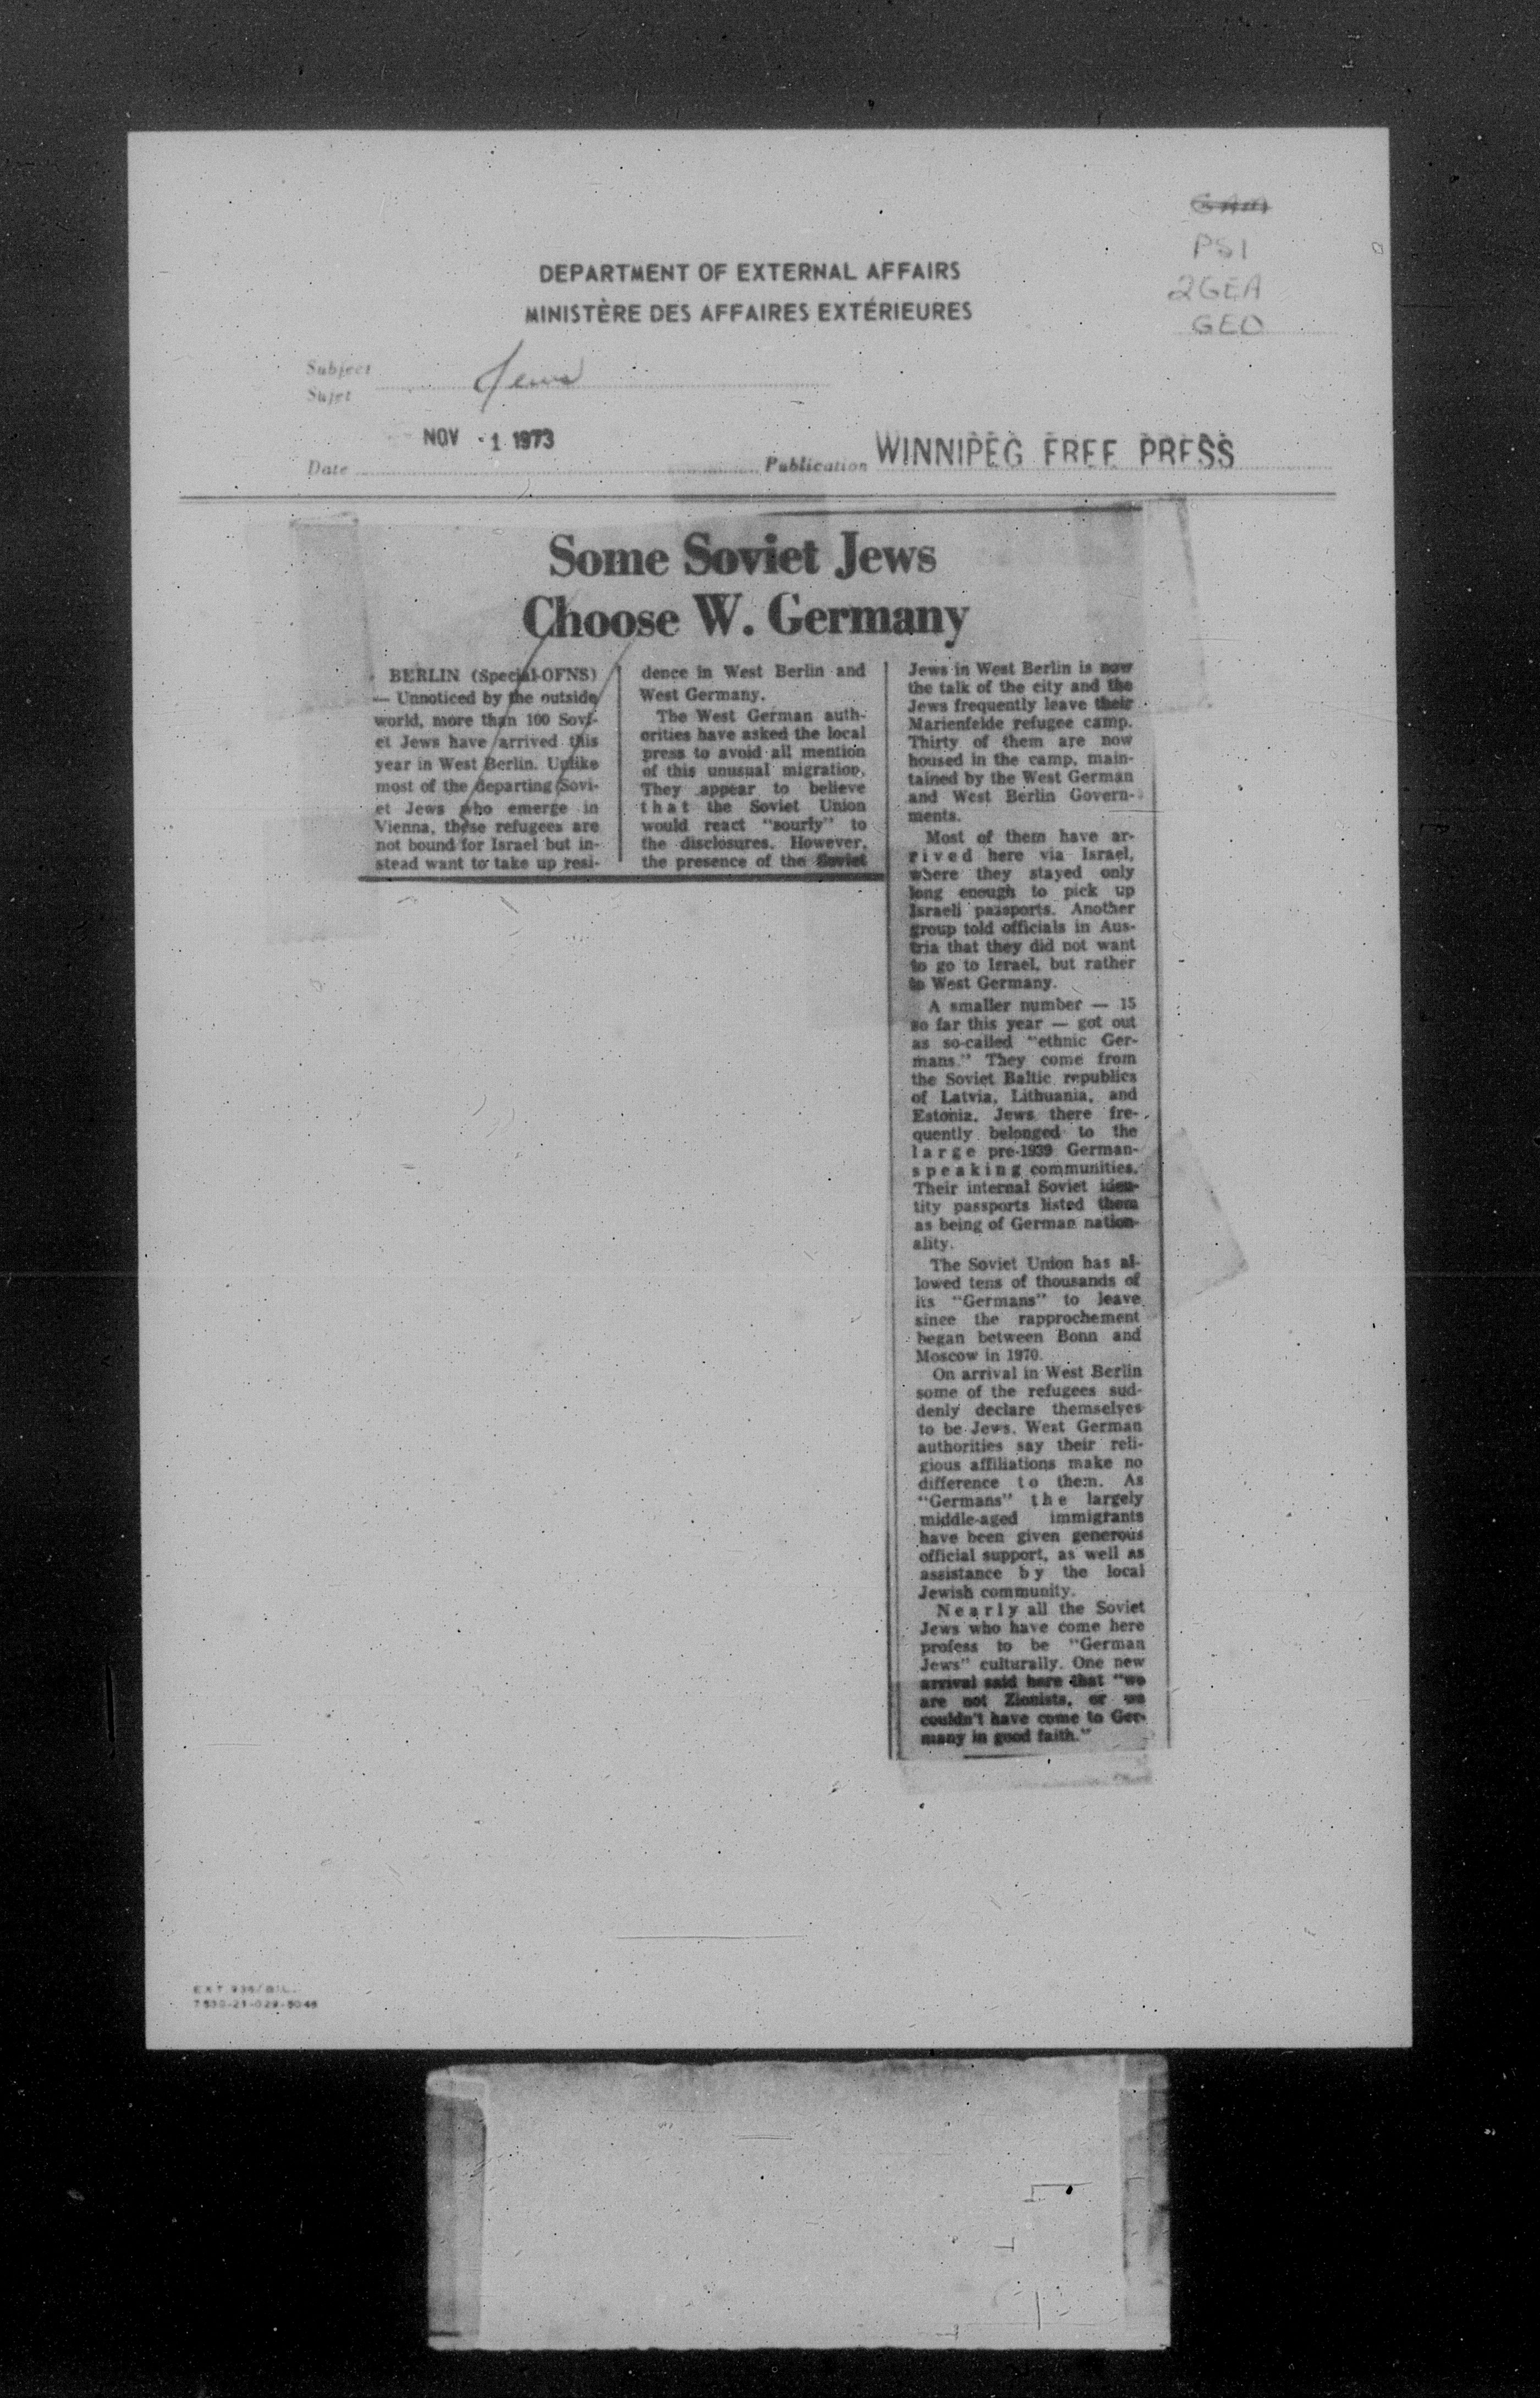 GAM
PSI
2GEA
GEO
DEPARTMENT OF EXTERNAL AFFAIRS
MINISTÈRE DES AFFAIRES EXTÉRIEURES
Subject
Sujet
Jews
NOV - 1 1973
Date
Publication WINNIPEG FREE PRESS
Some Soviet Jews
Choose W. Germany
BERLIN (Special-OFNS)
— Unnoticed by the outside
world, more than 100 Sovi-
et Jews have arrived this
year in West Berlin. Unlike
most of the departing Sovi-
et Jews who emerge in
Vienna, these refugees are
not bound for Israel but in-
stead want to take up resi-
dence in West Berlin and
West Germany.
The West German auth-
orities have asked the local
press to avoid all mention
of this unusual migration.
They appear to believe
that the Soviet Union
would react "sourly" to
the disclosures. However,
the presence of the Soviet
Jews in West Berlin is now
the talk of the city and the
Jews frequently leave their
Marienfelde refugee camp.
Thirty of them are now
housed in the camp, main-
tained by the West German
and West Berlin Govern-
ments.
Most of them have ar-
rived here via Israel,
where they stayed only
long enough to pick up
Israeli passports. Another
group told officials in Aus-
tria that they did not want
to go to Israel, but rather
to West Germany.
A smaller number — 15
so far this year — got out
as so-called "ethnic Ger-
mans." They come from
the Soviet Baltic republics
of Latvia, Lithuania, and
Estonia. Jews there fre-
quently belonged to the
large pre-1939 German-
speaking communities.
Their internal Soviet iden-
tity passports listed them
as being of German nation-
ality.
The Soviet Union has al-
lowed tens of thousands of
its "Germans" to leave
since the rapprochement
began between Bonn and
Moscow in 1970.
On arrival in West Berlin
some of the refugees sud-
denly declare themselves
to be Jews. West German
authorities say their reli-
gious affiliations make no
difference to them. As
"Germans" the largely
middle-aged immigrants
have been given generous
official support, as well as
assistance by the local
Jewish community.
Nearly all the Soviet
Jews who have come here
profess to be "German
Jews" culturally. One new
arrival said here that "we
are not Zionists, or we
couldn't have come to Ger-
many in good faith."
EXT
7530-21-029-5046